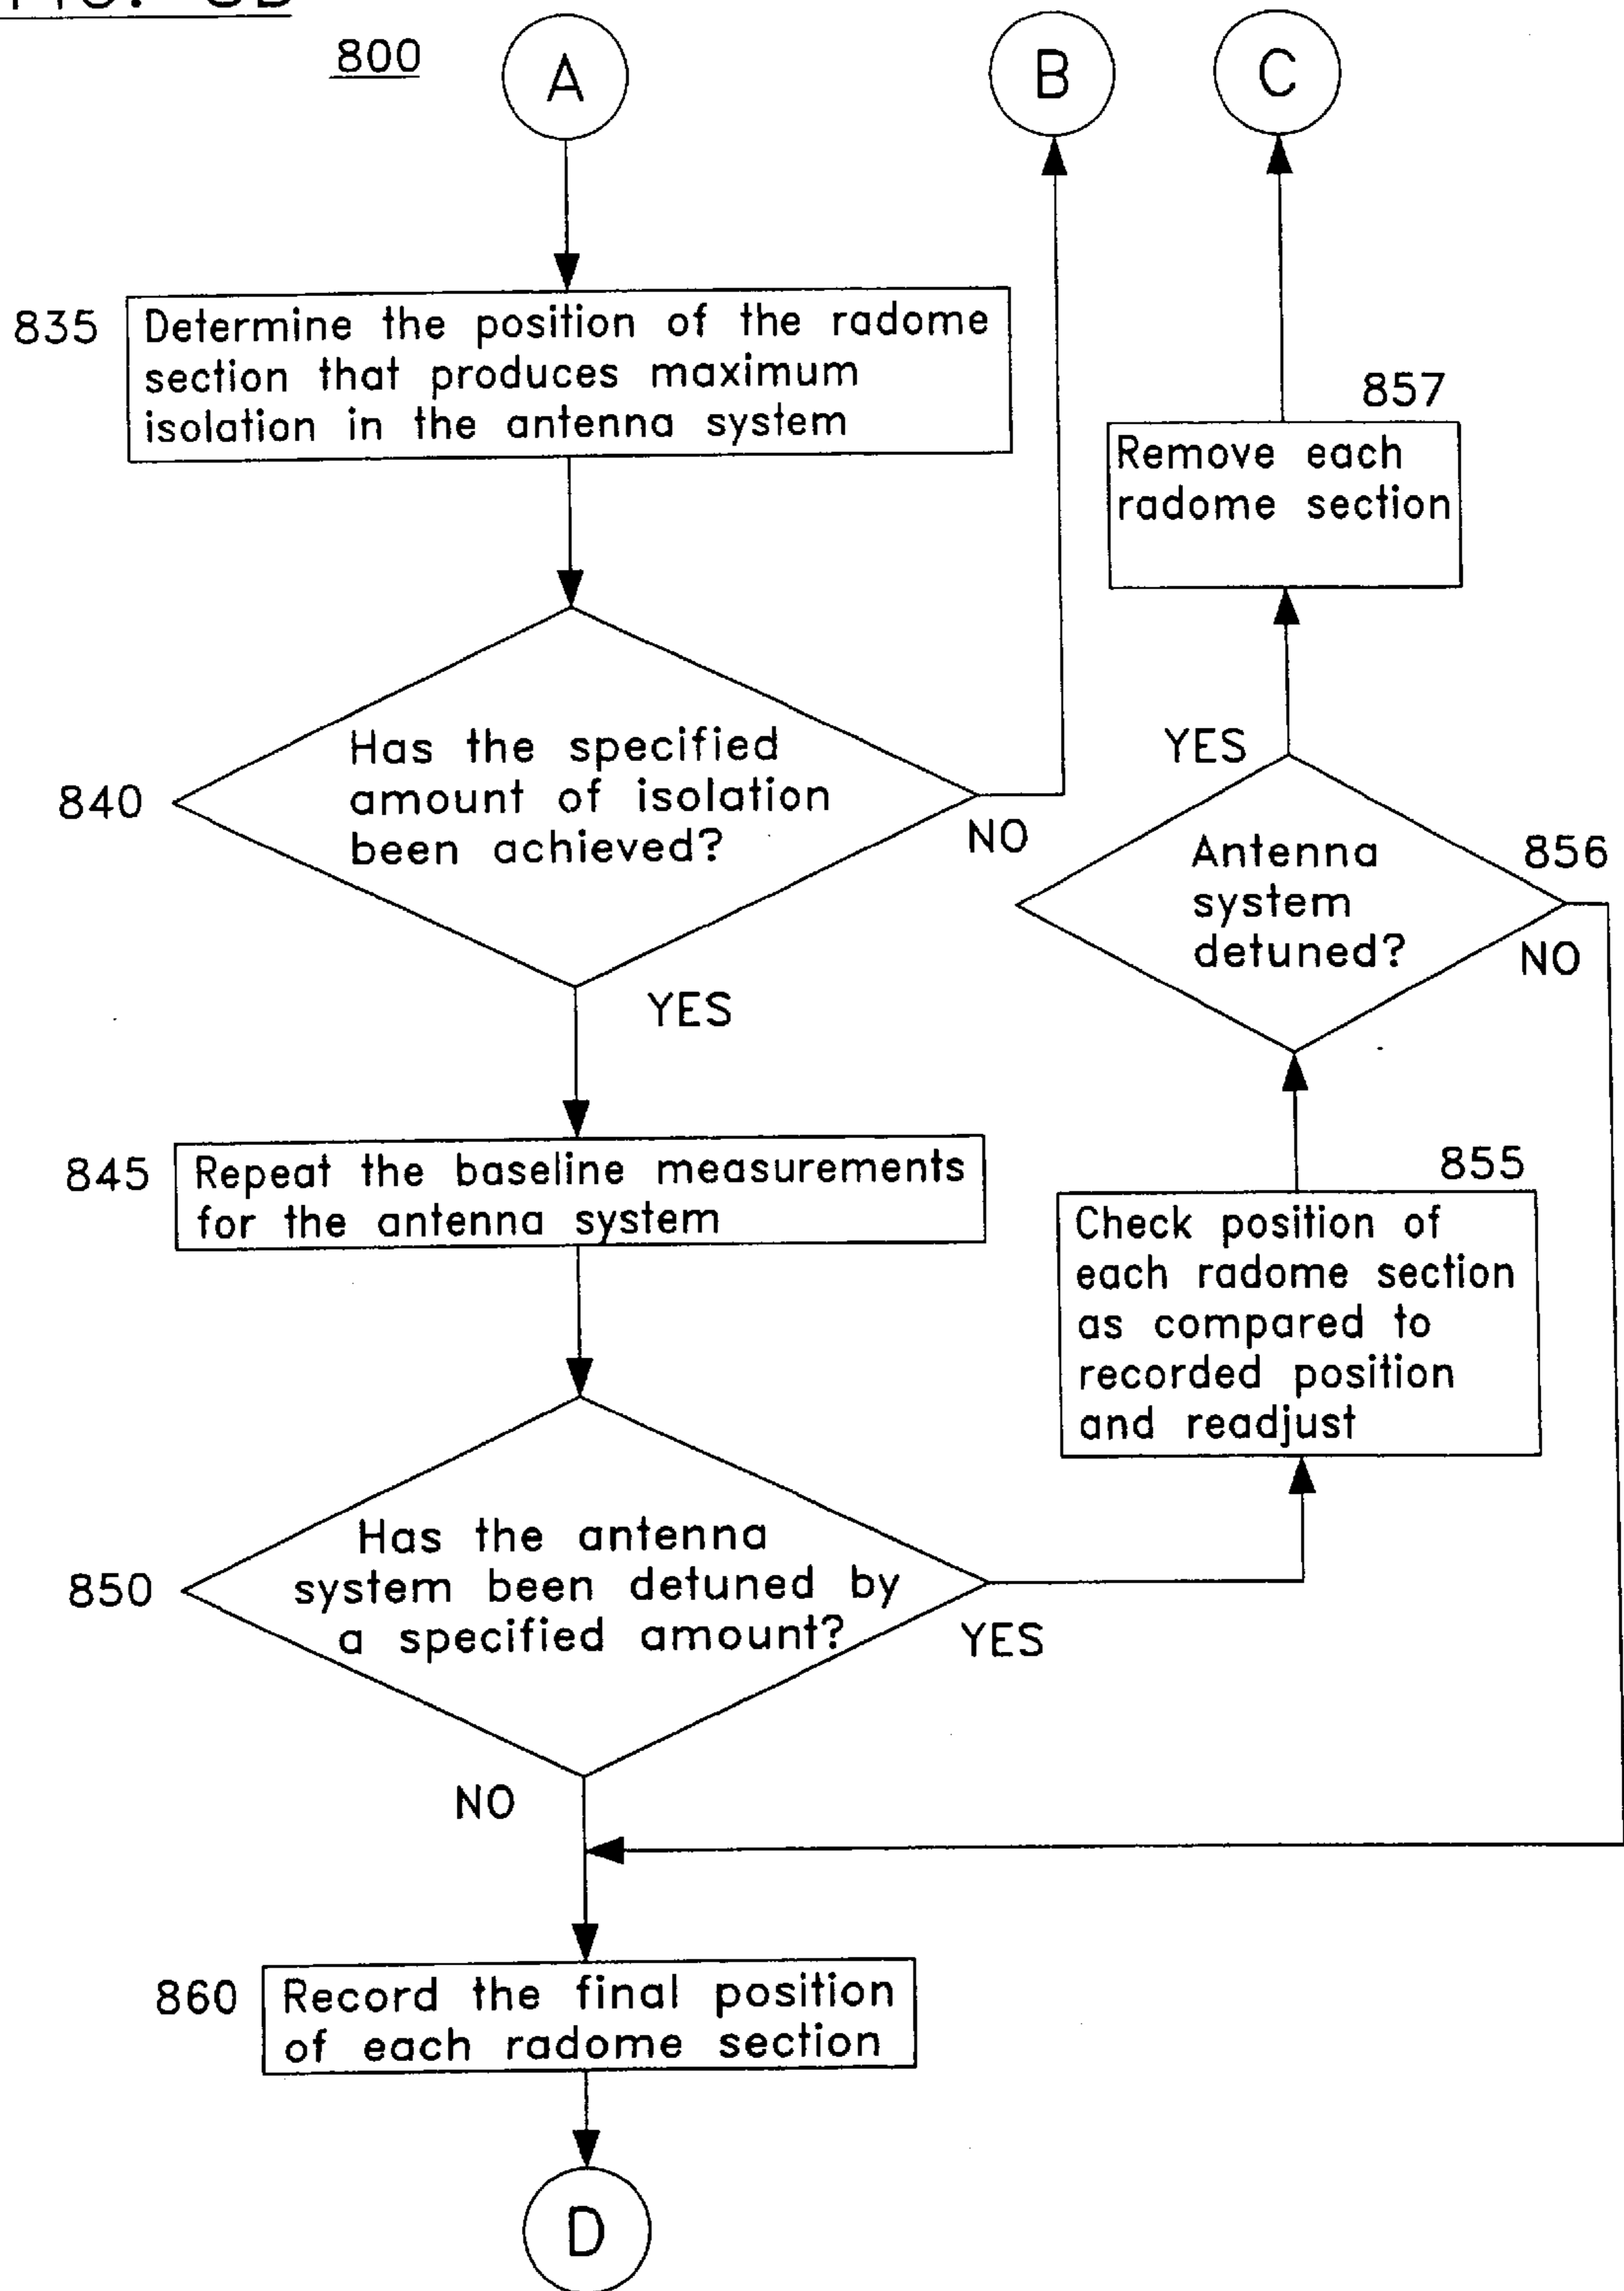 800
A
B
C
835
Determine the position of the radome
section that produces maximum
isolation in the antenna system
857
Remove each
radome section
840
Has the specified
amount of isolation
been achieved?
NO
YES
YES
Antenna
system
detuned?
856
NO
845
Repeat the baseline measurements
for the antenna system
855
Check position of
each radome section
as compared to
recorded position
and readjust
850
Has the antenna
system been detuned by
a specified amount?
YES
NO
860
Record the final position
of each radome section
D